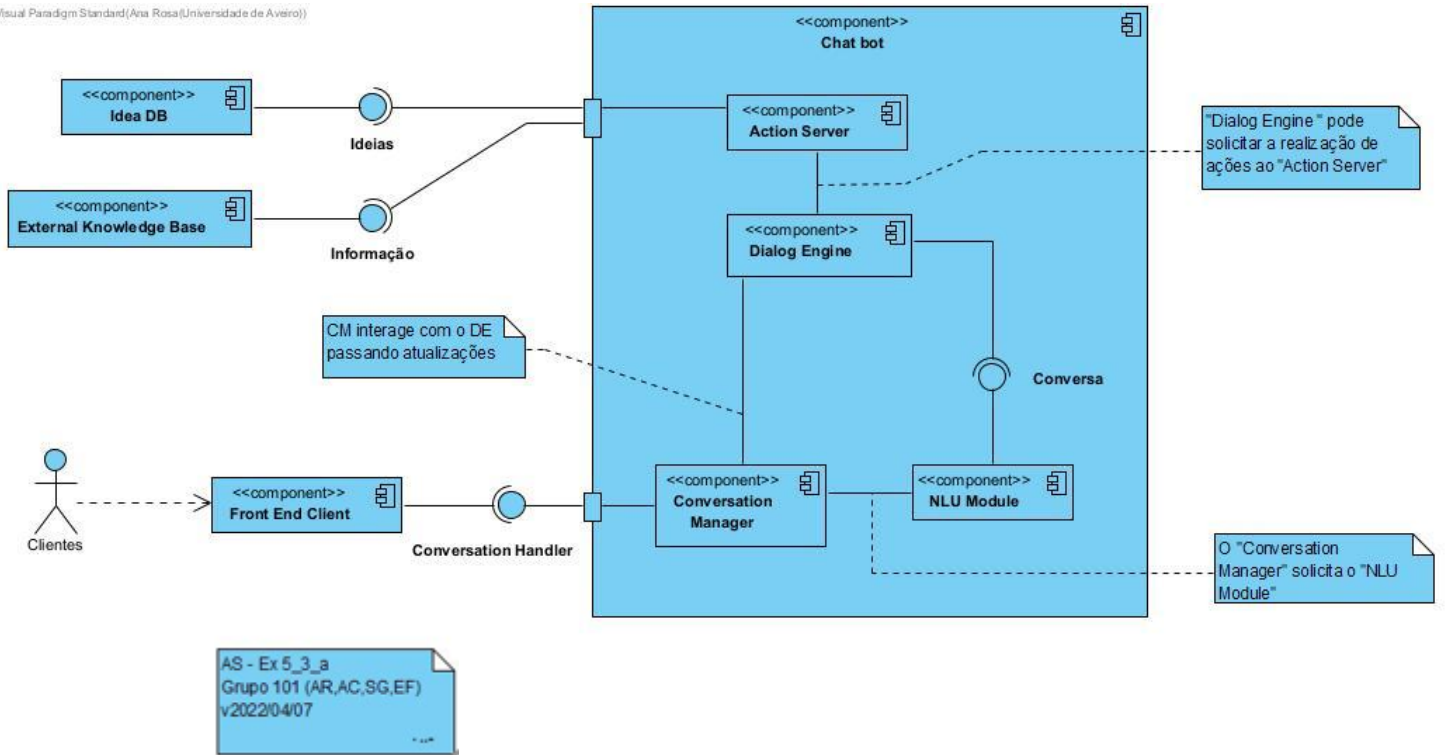 Visual Paradigm Standard(Ana Rosa(Universidade de Aveiro))
<<component>>
Chat bot
<<component>>
Idea DB
Ideias
<<component>>
Action Server
"Dialog Engine " pode
solicitar a realização de
ações ao "Action Server"
<<component>>
External Knowledge Base
Informação
<<component>>
Dialog Engine
CM interage com o DE
passando atualizações
Conversa
Clientes
<<component>>
Front End Client
Conversation Handler
<<component>>
Conversation
Manager
<<component>>
NLU Module
O "Conversation
Manager" solicita o "NLU
Module"
AS - Ex 5_3_a
Grupo 101 (AR,AC,SG,EF)
v2022/04/07